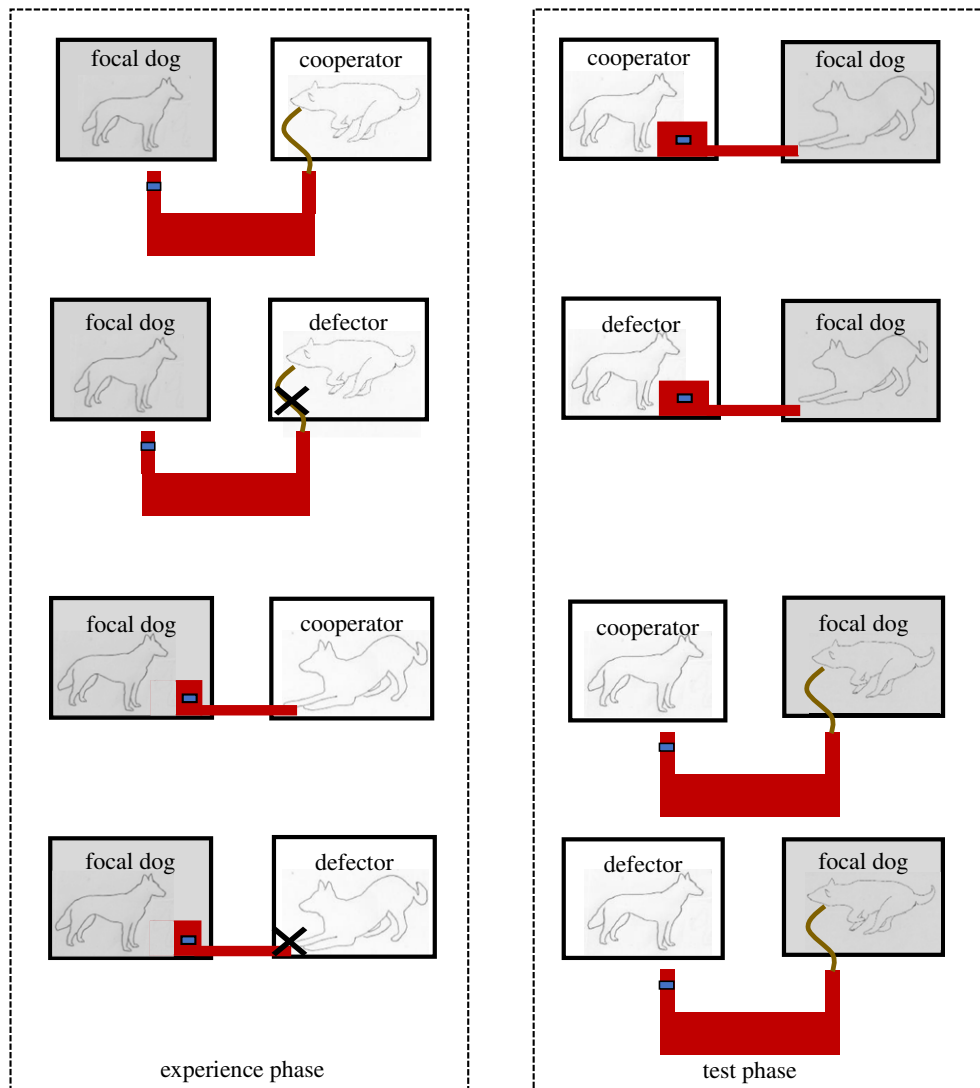 focal dog
cooperator
focal dog
defector
focal dog
cooperator
focal dog
defector
experience phase
cooperator
focal dog
defector
focal dog
cooperator
focal dog
defector
focal dog
test phase